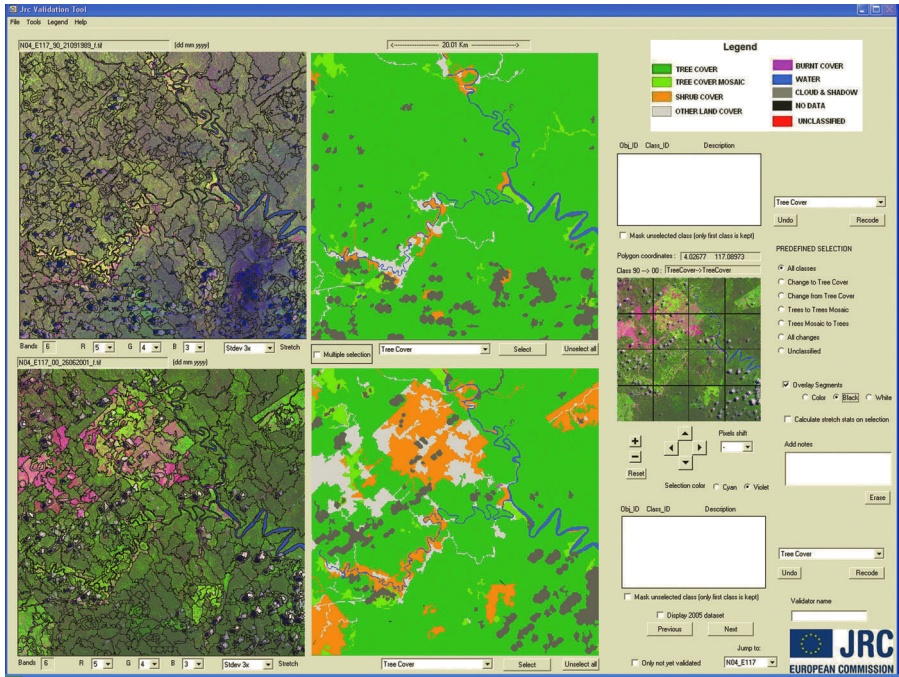 Jrc Validation Tool
File Tools Legend Help
N04_E117_90_21091989_f.tif (dd mm yyyy)
<-------------------- 20.01 Km -------------------->
Legend
TREE COVER
TREE COVER MOSAIC
SHRUB COVER
OTHER LAND COVER
BURNT COVER
WATER
CLOUD & SHADOW
NO DATA
UNCLASSIFIED
Obj_ID Class_ID Description
Tree Cover
Undo Recode
Mask unselected class (only first class is kept)
Polygon coordinates : 4.02677 117.08973
Class 90 --> 00 : TreeCover->TreeCover
PREDEFINED SELECTION
All classes
Change to Tree Cover
Change from Tree Cover
Trees to Trees Mosaic
Trees Mosaic to Trees
All changes
Unclassified
Bands 6 R 5 G 4 B 3 Stdev 3x Stretch
Multiple selection Tree Cover Select Unselect all
N04_E117_00_26062001_f.tif (dd mm yyyy)
Overlay Segments
Color Black White
Calculate stretch stats on selection
+
-
Reset
Pixels shift
-
Selection color Cyan Violet
Add notes
Erase
Obj_ID Class_ID Description
Tree Cover
Undo Recode
Mask unselected class (only first class is kept)
Display 2005 dataset
Previous Next
Validator name
Jump to:
Only not yet validated N04_E117
Bands 6 R 5 G 4 B 3 Stdev 3x Stretch
Tree Cover Select Unselect all
JRC
EUROPEAN COMMISSION